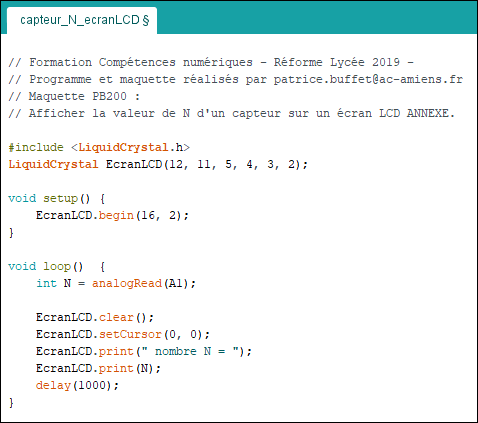 capteur_N_ecranLCD §
// Formation Compétences numériques - Réforme Lycée 2019 -
// Programme et maquette réalisés par patrice.buffet@ac-amiens.fr
// Maquette PB200 :
// Afficher la valeur de N d'un capteur sur un écran LCD ANNEXE.
#include <LiquidCrystal.h>
LiquidCrystal EcranLCD(12, 11, 5, 4, 3, 2);
void setup() {
    EcranLCD.begin(16, 2);
}
void loop()  {
    int N = analogRead(A1);
    EcranLCD.clear();
    EcranLCD.setCursor(0, 0);
    EcranLCD.print(" nombre N = ");
    EcranLCD.print(N);
    delay(1000);
}